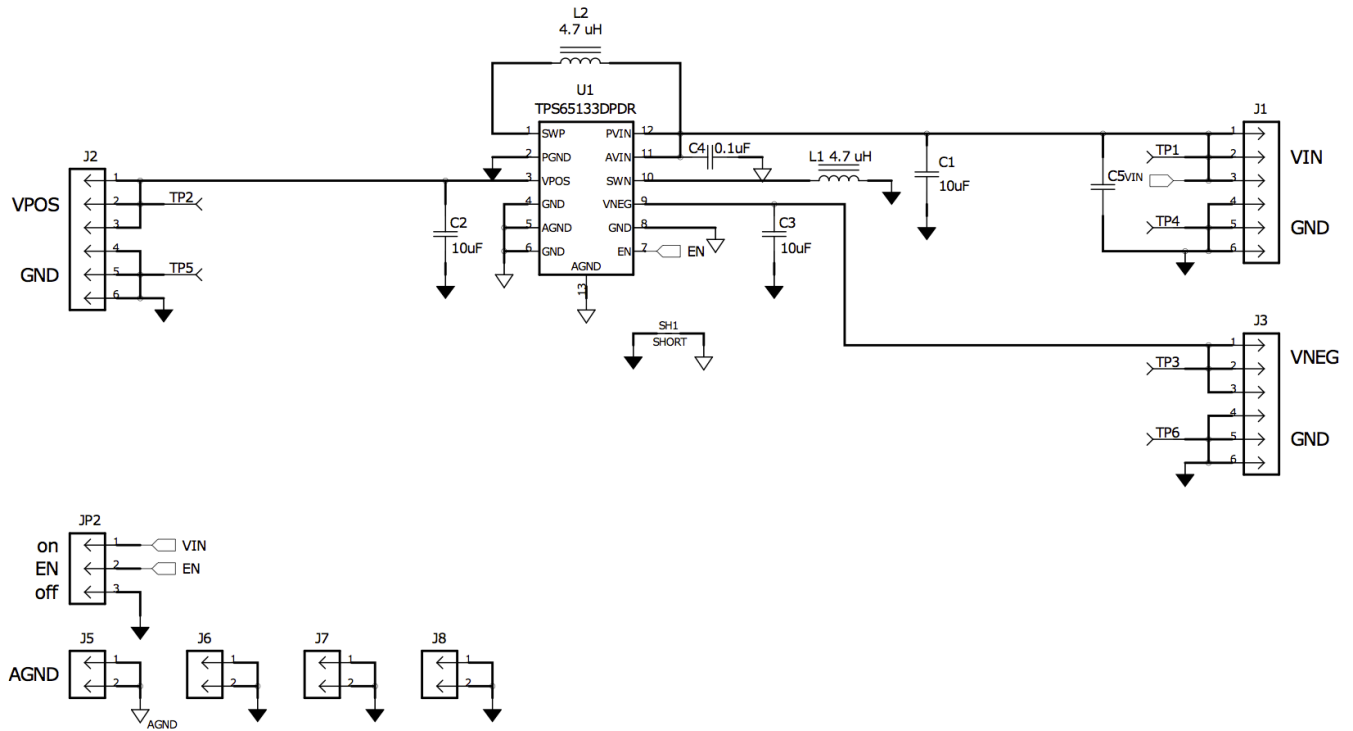 L2
4.7 uH
U1
TPS65133DPDR
1 SWP PVIN 12
2 PGND AVIN 11
3 VPOS SWN 10
4 GND VNEG 9
5 AGND GND 8
6 GND EN 7
AGND
13
EN
C4 0.1uF
L1 4.7 uH
C1
10uF
C5
VIN
C2
10uF
C3
10uF
J2
VPOS
GND
1
2
3
4
5
6
TP2
TP5
J1
VIN
GND
1
2
3
4
5
6
TP1
TP4
SH1
SHORT
J3
VNEG
GND
1
2
3
4
5
6
TP3
TP6
JP2
on 1 VIN
EN 2 EN
off 3
J5
AGND
1
2
AGND
J6
1
2
J7
1
2
J8
1
2